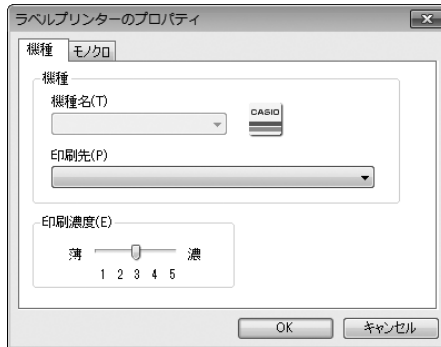 ラベルプリンターのプロパティ
機種 モノクロ
機種
機種名(T)
CASIO
印刷先(P)
印刷濃度(E)
薄 濃
1 2 3 4 5
OK キャンセル